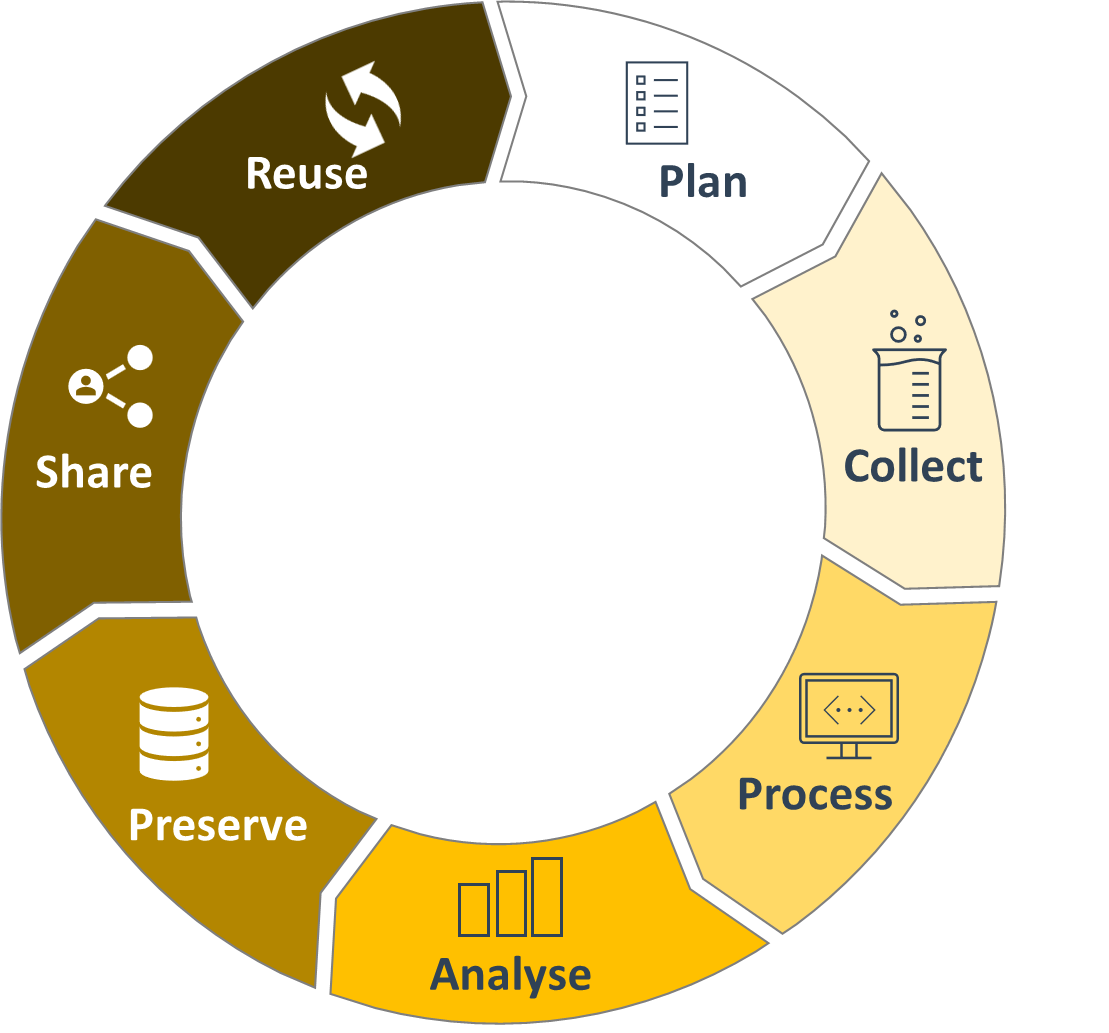 Plan
Collect
Process
Analyse
Preserve
Share
Reuse